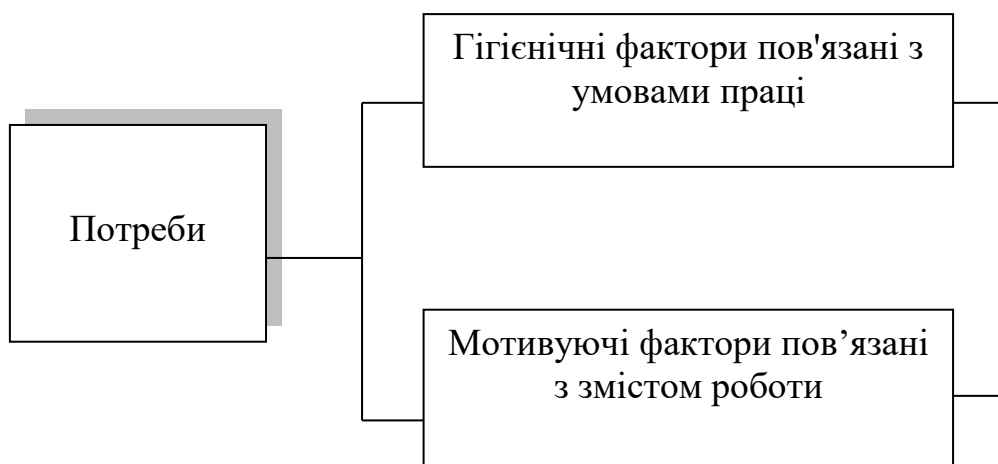 Гігієнічні фактори пов'язані з
умовами праці
Потреби
Мотивуючі фактори пов’язані
з змістом роботи